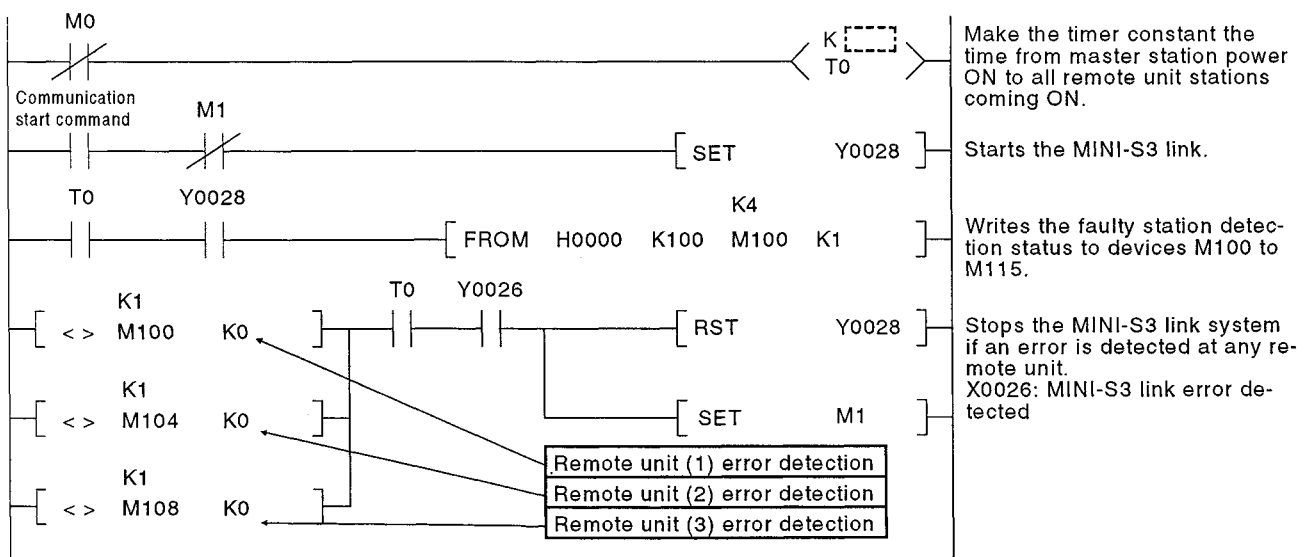 M0
K
T0
Make the timer constant the
time from master station power
ON to all remote unit stations
coming ON.
Communication
start command
M1
SET Y0028
Starts the MINI-S3 link.
T0 Y0028
K4
FROM H0000 K100 M100 K1
Writes the faulty station detec-
tion status to devices M100 to
M115.
K1
T0 Y0026
< > M100 K0
RST Y0028
Stops the MINI-S3 link system
if an error is detected at any re-
mote unit.
X0026: MINI-S3 link error de-
tected
K1
< > M104 K0
SET M1
K1
< > M108 K0
Remote unit (1) error detection
Remote unit (2) error detection
Remote unit (3) error detection